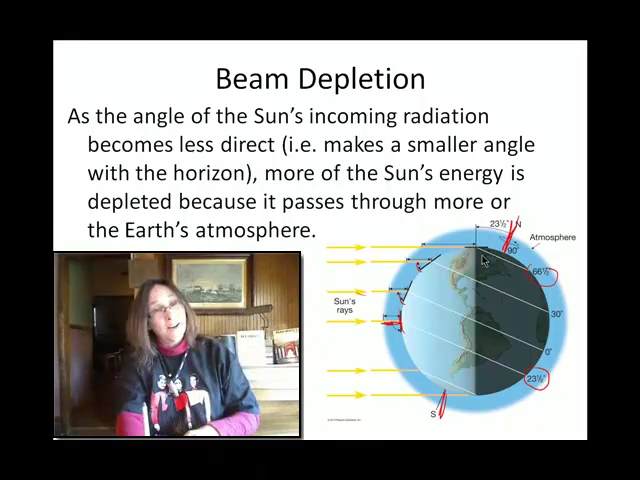 Beam Depletion
As the angle of the Sun's incoming radiation
becomes less direct (i.e. makes a smaller angle
with the horizon), more of the Sun's energy is
depleted because it passes through more or
the Earth's atmosphere.
23½°
N
Atmosphere
90°
66½°
Sun's
rays
30°
0°
23½°
S